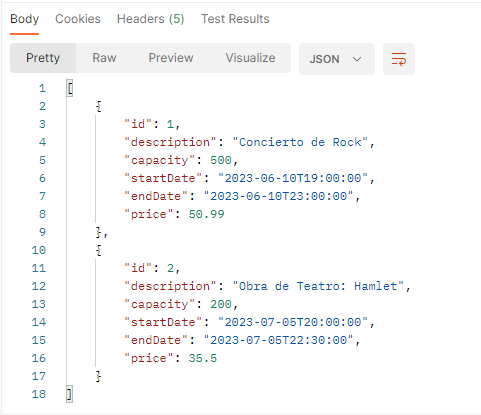 Body Cookies Headers (5) Test Results
Pretty Raw Preview Visualize JSON
1 [
2 {
3 "id": 1,
4 "description": "Concierto de Rock",
5 "capacity": 500,
6 "startDate": "2023-06-10T19:00:00",
7 "endDate": "2023-06-10T23:00:00",
8 "price": 50.99
9 },
10 {
11 "id": 2,
12 "description": "Obra de Teatro: Hamlet",
13 "capacity": 200,
14 "startDate": "2023-07-05T20:00:00",
15 "endDate": "2023-07-05T22:30:00",
16 "price": 35.5
17 }
18 ]